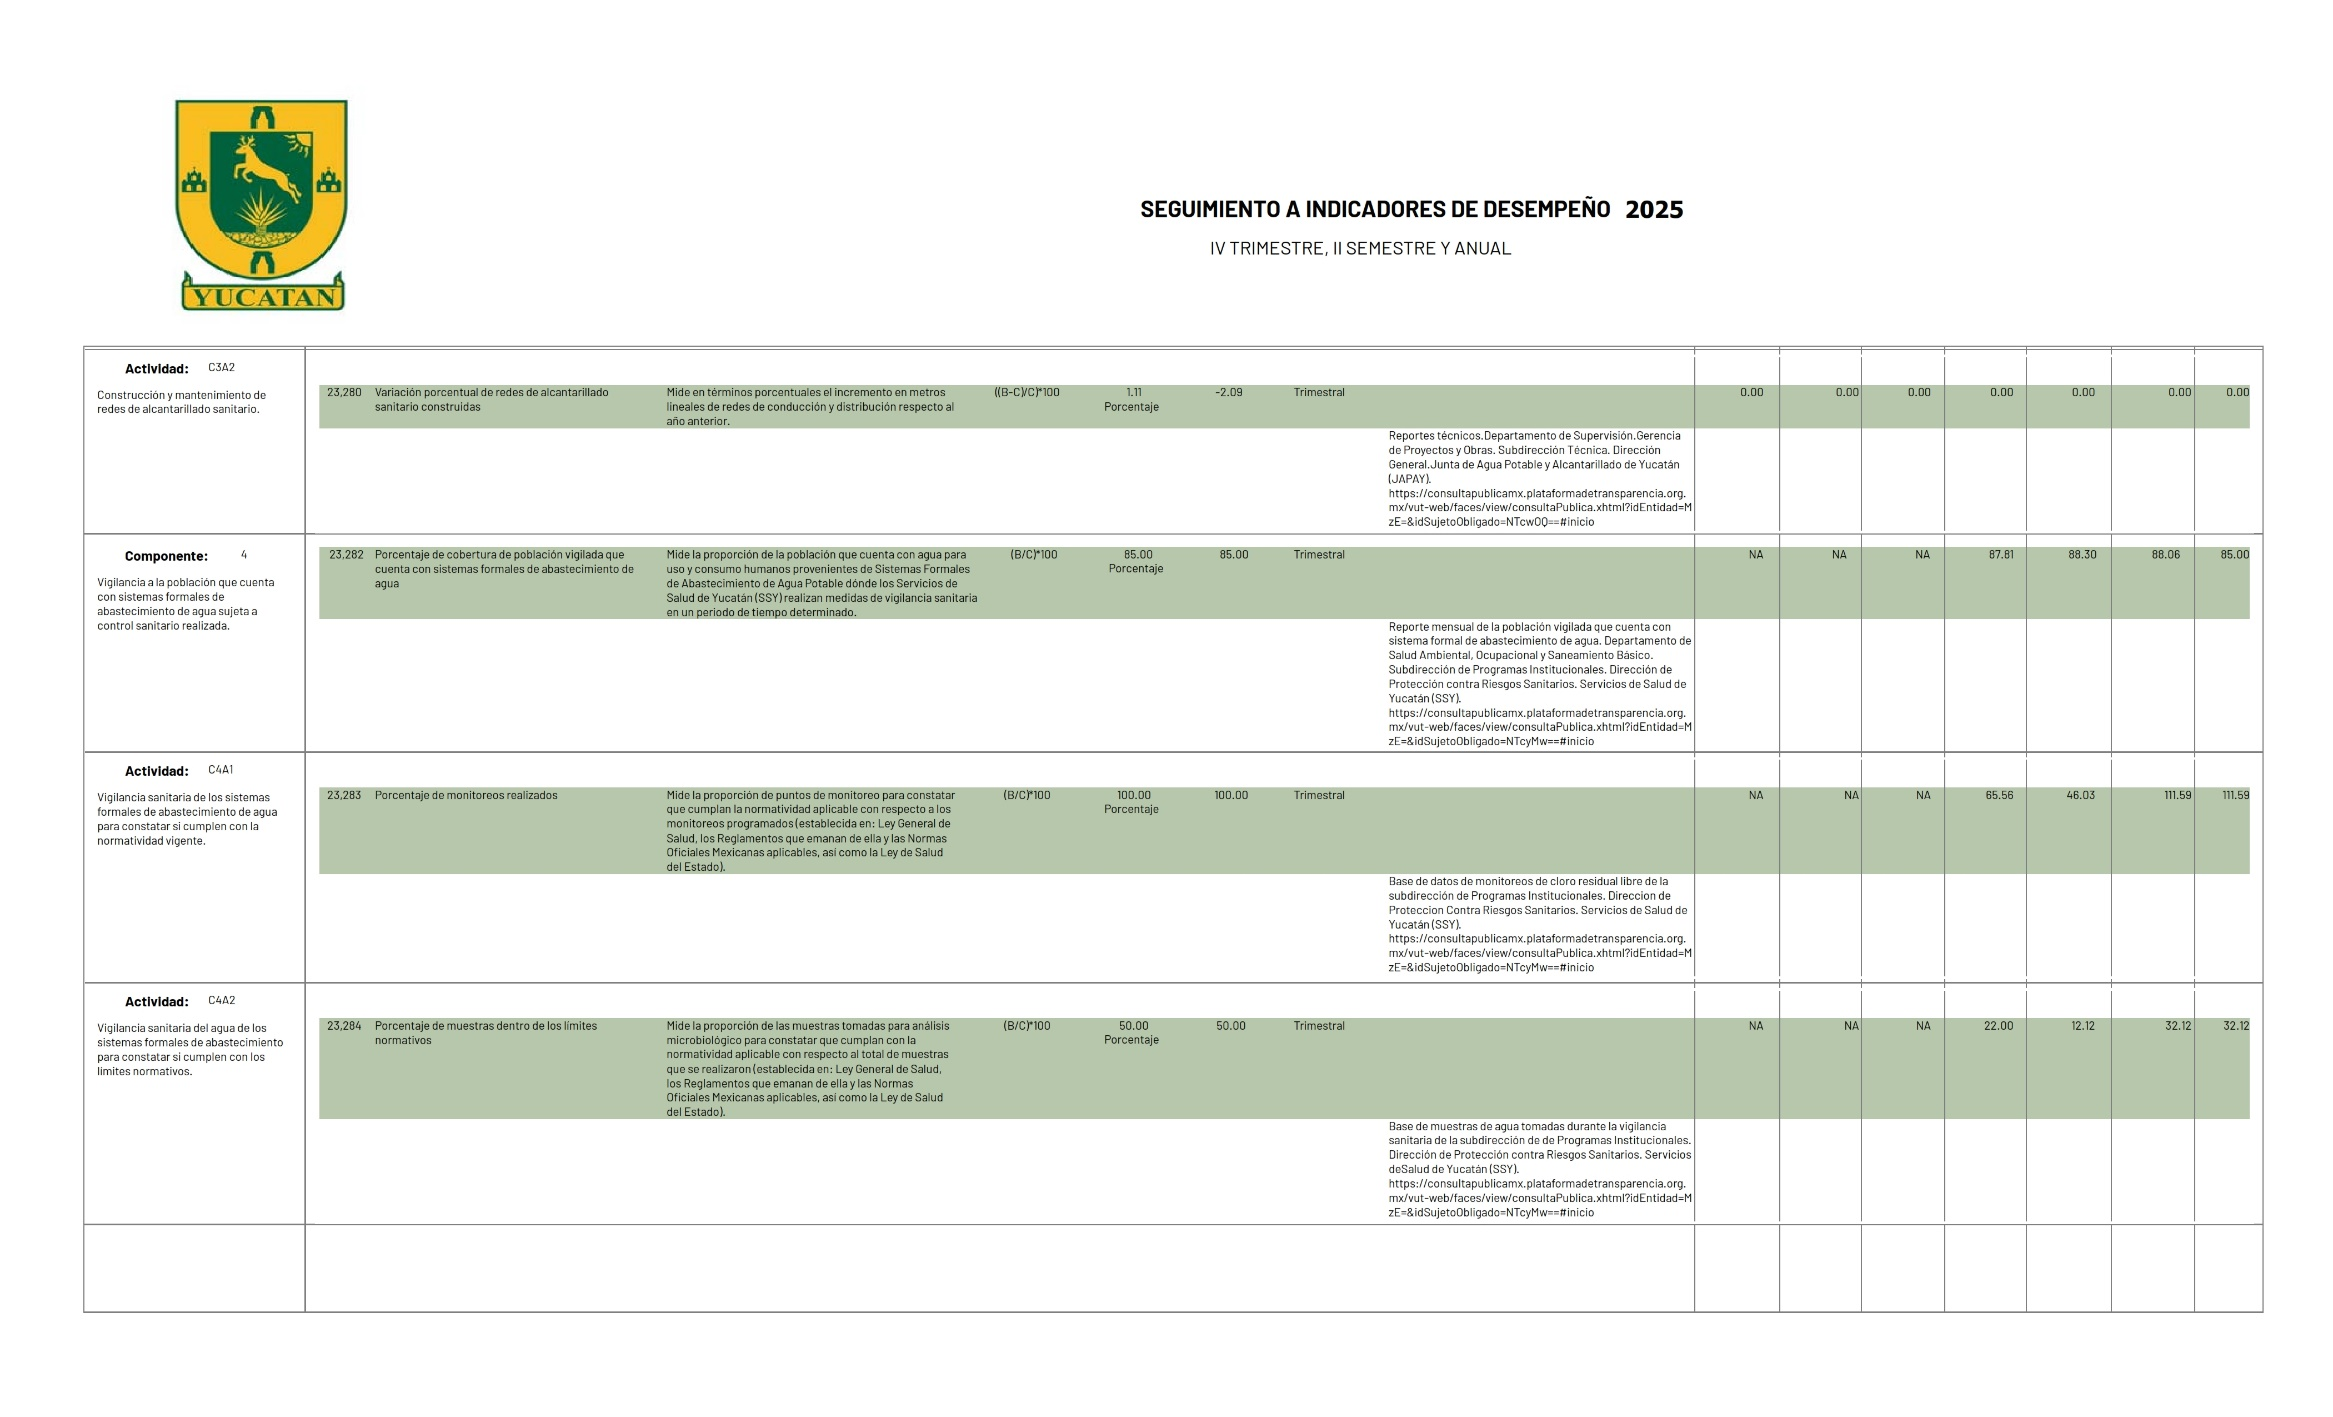 YUCATAN
SEGUIMIENTO A INDICADORES DE DESEMPEÑO 2025
IV TRIMESTRE, II SEMESTRE Y ANUAL
Actividad: C3A2
Construcción y mantenimiento de
redes de alcantarillado sanitario.
23,280 Variación porcentual de redes de alcantarillado
sanitario construidas
Mide en términos porcentuales el incremento en metros
lineales de redes de conducción y distribución respecto al
año anterior.
((B-C)/C)*100
1.11
Porcentaje
-2.09
Trimestral
0.00 0.00 0.00 0.00 0.00 0.00 0.00
Reportes técnicos.Departamento de Supervisión.Gerencia
de Proyectos y Obras. Subdirección Técnica. Dirección
General.Junta de Agua Potable y Alcantarillado de Yucatán
(JAPAY).
https://consultapublicamx.plataformadetransparencia.org.
mx/vut-web/faces/view/consultaPublica.xhtml?idEntidad=M
zE=&idSujetoObligado=NTcwOQ==#inicio
Componente: 4
Vigilancia a la población que cuenta
con sistemas formales de
abastecimiento de agua sujeta a
control sanitario realizada.
23,282 Porcentaje de cobertura de población vigilada que
cuenta con sistemas formales de abastecimiento de
agua
Mide la proporción de la población que cuenta con agua para
uso y consumo humanos provenientes de Sistemas Formales
de Abastecimiento de Agua Potable dónde los Servicios de
Salud de Yucatán (SSY) realizan medidas de vigilancia sanitaria
en un periodo de tiempo determinado.
(B/C)*100
85.00
Porcentaje
85.00
Trimestral
NA NA NA 87.81 88.30 88.06 85.00
Reporte mensual de la población vigilada que cuenta con
sistema formal de abastecimiento de agua. Departamento de
Salud Ambiental, Ocupacional y Saneamiento Básico.
Subdirección de Programas Institucionales. Dirección de
Protección contra Riesgos Sanitarios. Servicios de Salud de
Yucatán (SSY).
https://consultapublicamx.plataformadetransparencia.org.
mx/vut-web/faces/view/consultaPublica.xhtml?idEntidad=M
zE=&idSujetoObligado=NTcyMw==#inicio
Actividad: C4A1
Vigilancia sanitaria de los sistemas
formales de abastecimiento de agua
para constatar si cumplen con la
normatividad vigente.
23,283 Porcentaje de monitoreos realizados
Mide la proporción de puntos de monitoreo para constatar
que cumplan la normatividad aplicable con respecto a los
monitoreos programados (establecida en: Ley General de
Salud, los Reglamentos que emanan de ella y las Normas
Oficiales Mexicanas aplicables, así como la Ley de Salud
del Estado).
(B/C)*100
100.00
Porcentaje
100.00
Trimestral
NA NA NA 65.56 46.03 111.59 111.59
Base de datos de monitoreos de cloro residual libre de la
subdirección de Programas Institucionales. Direccion de
Proteccion Contra Riesgos Sanitarios. Servicios de Salud de
Yucatán (SSY).
https://consultapublicamx.plataformadetransparencia.org.
mx/vut-web/faces/view/consultaPublica.xhtml?idEntidad=M
zE=&idSujetoObligado=NTcyMw==#inicio
Actividad: C4A2
Vigilancia sanitaria del agua de los
sistemas formales de abastecimiento
para constatar si cumplen con los
límites normativos.
23,284 Porcentaje de muestras dentro de los límites
normativos
Mide la proporción de las muestras tomadas para análisis
microbiológico para constatar que cumplan con la
normatividad aplicable con respecto al total de muestras
que se realizaron (establecida en: Ley General de Salud,
los Reglamentos que emanan de ella y las Normas
Oficiales Mexicanas aplicables, así como la Ley de Salud
del Estado).
(B/C)*100
50.00
Porcentaje
50.00
Trimestral
NA NA NA 22.00 12.12 32.12 32.12
Base de muestras de agua tomadas durante la vigilancia
sanitaria de la subdirección de de Programas Institucionales.
Dirección de Protección contra Riesgos Sanitarios. Servicios
deSalud de Yucatán (SSY).
https://consultapublicamx.plataformadetransparencia.org.
mx/vut-web/faces/view/consultaPublica.xhtml?idEntidad=M
zE=&idSujetoObligado=NTcyMw==#inicio